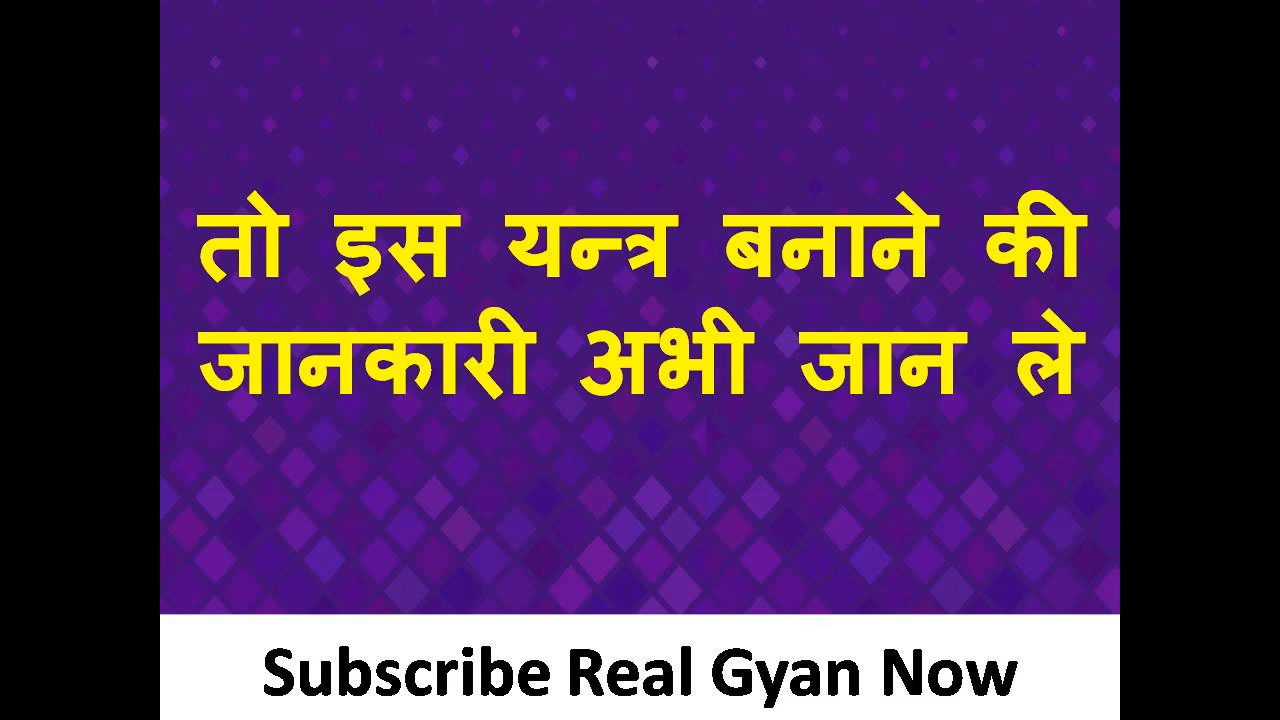 तो इस यन्त्र बनाने की
जानकारी अभी जान ले
Subscribe Real Gyan Now